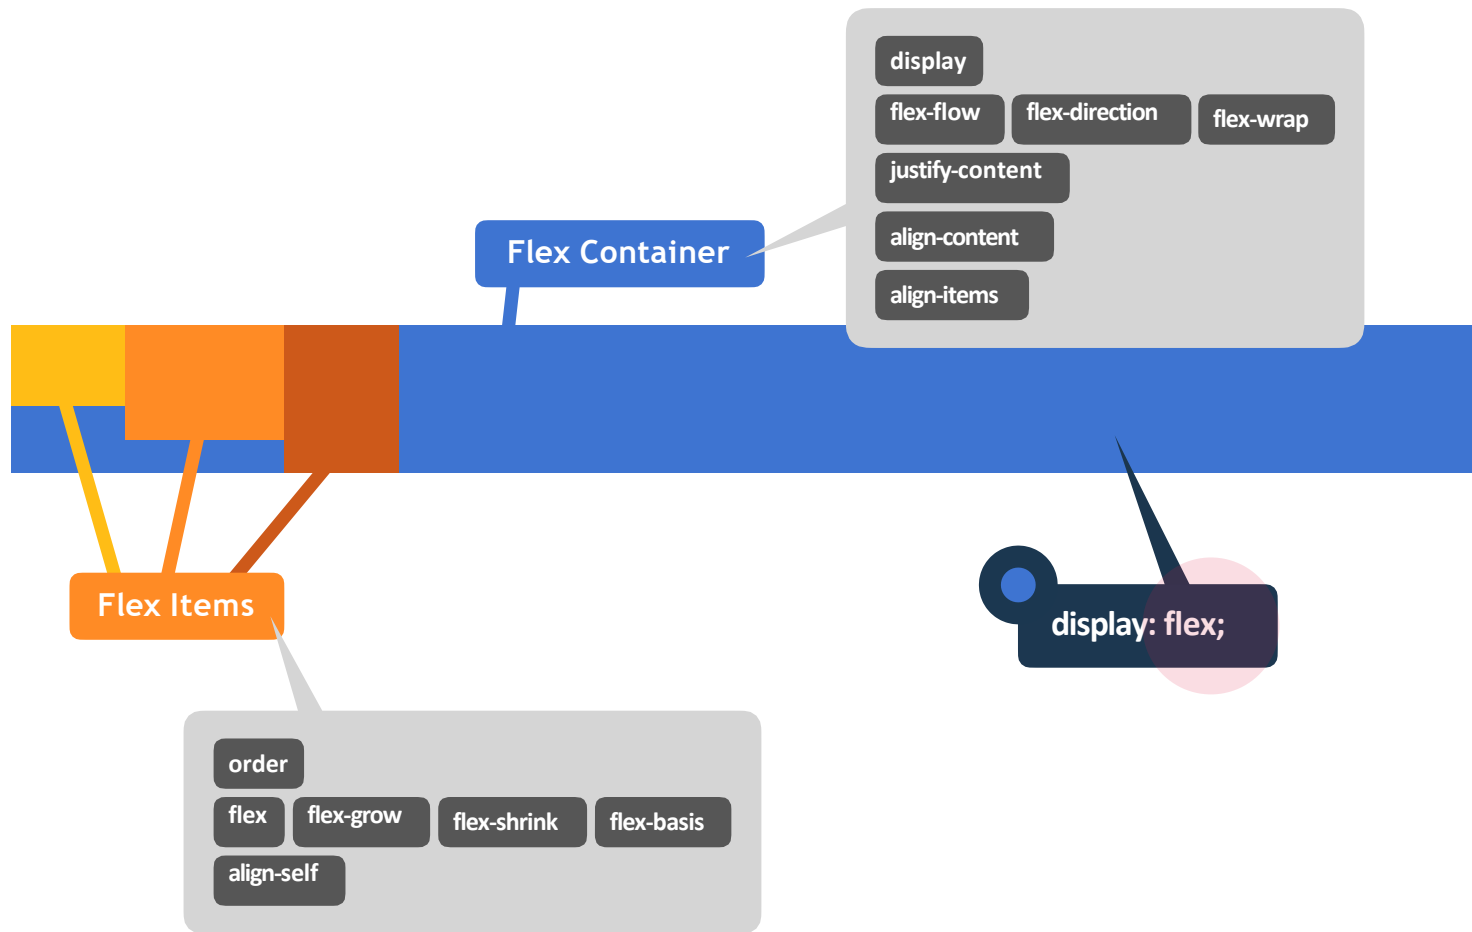 display
flex-flow flex-direction flex-wrap
justify-content
align-content
align-items
Flex Container
Flex Items
display: flex;
order
flex flex-grow flex-shrink flex-basis
align-self